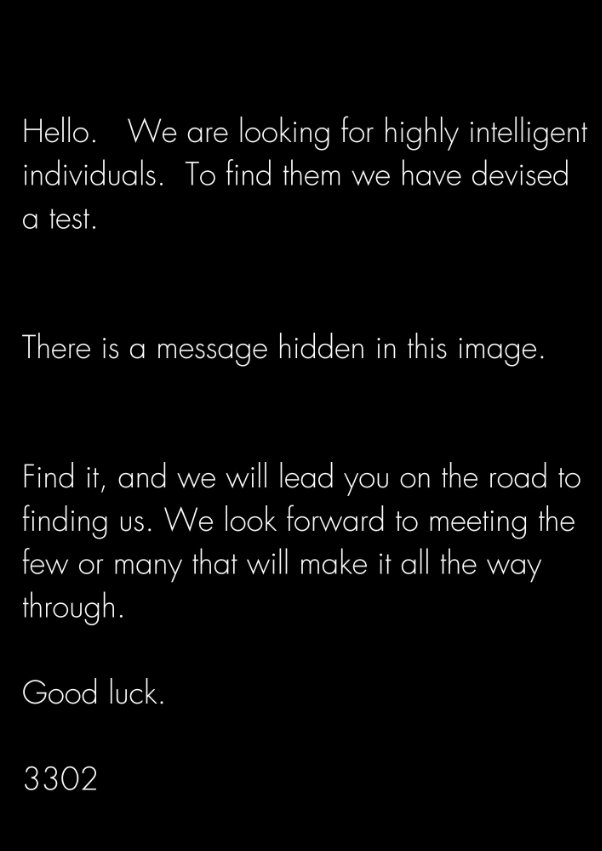 Hello.   We are looking for highly intelligent
individuals.  To find them we have devised
a test.
There is a message hidden in this image.
Find it, and we will lead you on the road to
finding us. We look forward to meeting the
few or many that will make it all the way
through.
Good luck.
3302